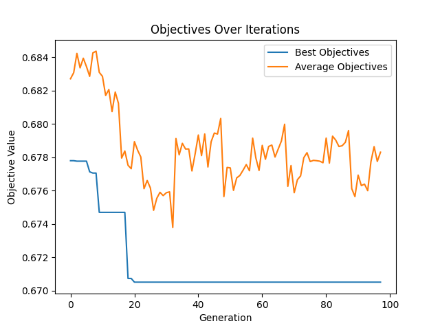 Objectives Over Iterations
Best Objectives
Average Objectives
Objective Value
0.684
0.682
0.680
0.678
0.676
0.674
0.672
0.670
0 20 40 60 80 100
Generation